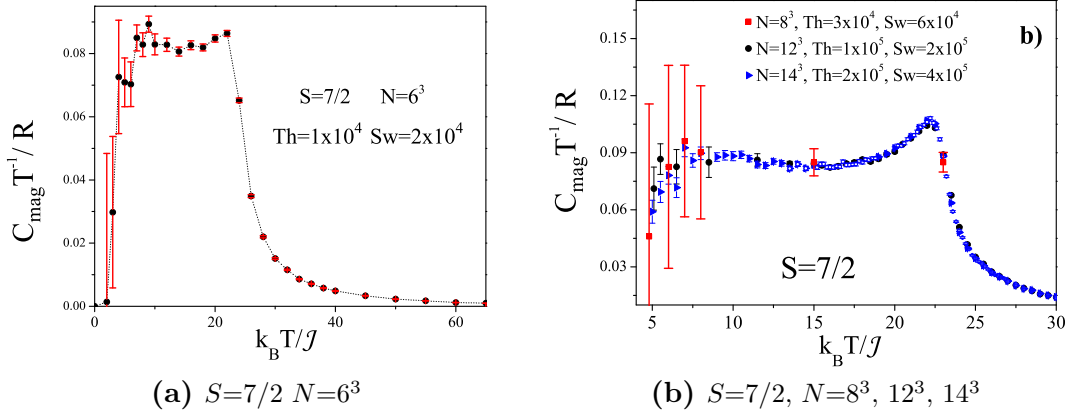 C_mag T^-1 / R
0.08
0.06
0.04
0.02
0.00
S=7/2 N=6^3
Th=1x10^4 Sw=2x10^4
0 20 40 60
k_B T/𝒥
(a) S=7/2 N=6^3
b)
N=8^3, Th=3x10^4, Sw=6x10^4
N=12^3, Th=1x10^5, Sw=2x10^5
N=14^3, Th=2x10^5, Sw=4x10^5
C_mag T^-1 / R
0.15
0.12
0.09
0.06
0.03
S=7/2
5 10 15 20 25 30
k_B T/𝒥
(b) S=7/2, N=8^3, 12^3, 14^3